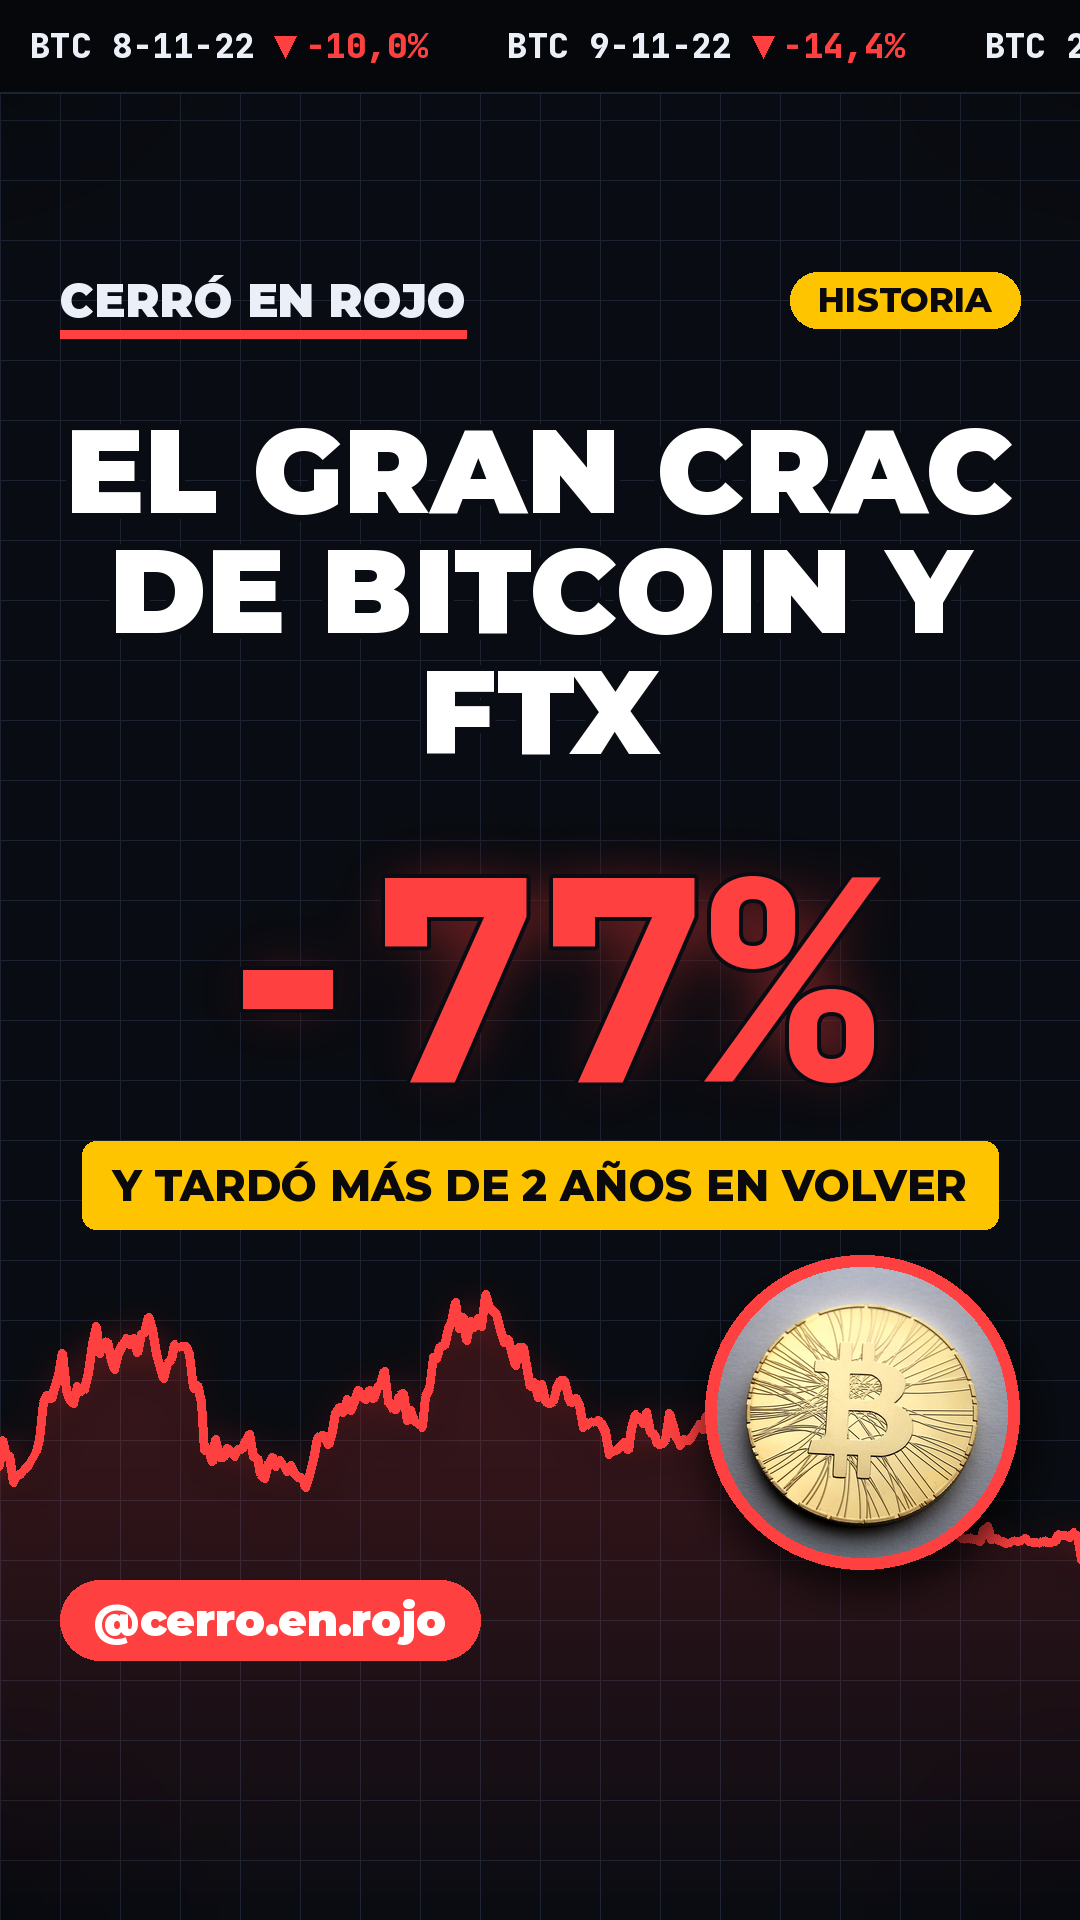 BTC 8-11-22 ▼ -10,0% BTC 9-11-22 ▼ -14,4% BTC 2
CERRÓ EN ROJO
HISTORIA
EL GRAN CRAC
DE BITCOIN Y
FTX
-77%
Y TARDÓ MÁS DE 2 AÑOS EN VOLVER
@cerro.en.rojo